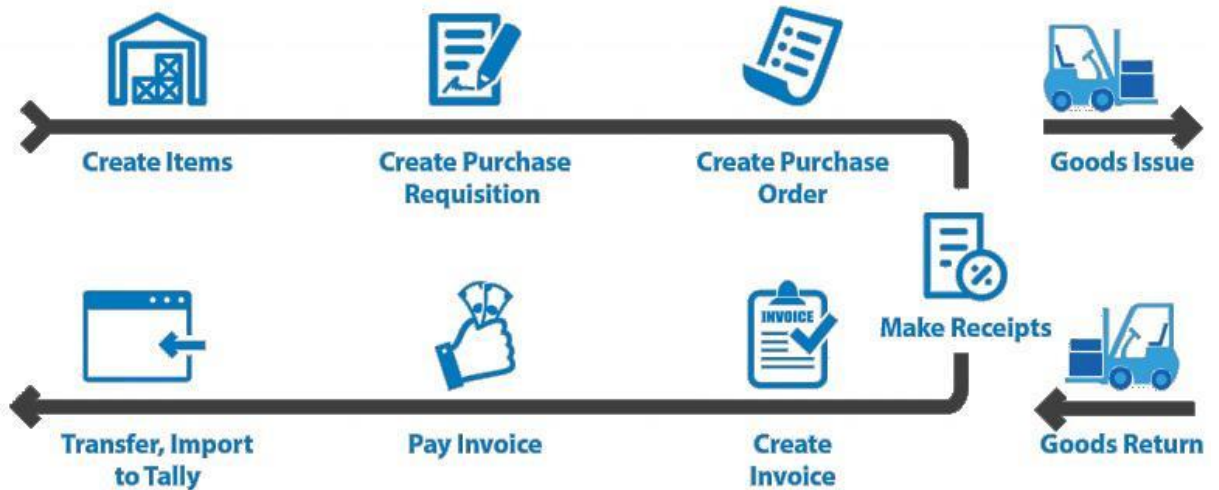 Create Items
Create Purchase
Requisition
Create Purchase
Order
Goods Issue
%
Make Receipts
INVOICE
Transfer, Import
to Tally
Pay Invoice
Create
Invoice
Goods Return